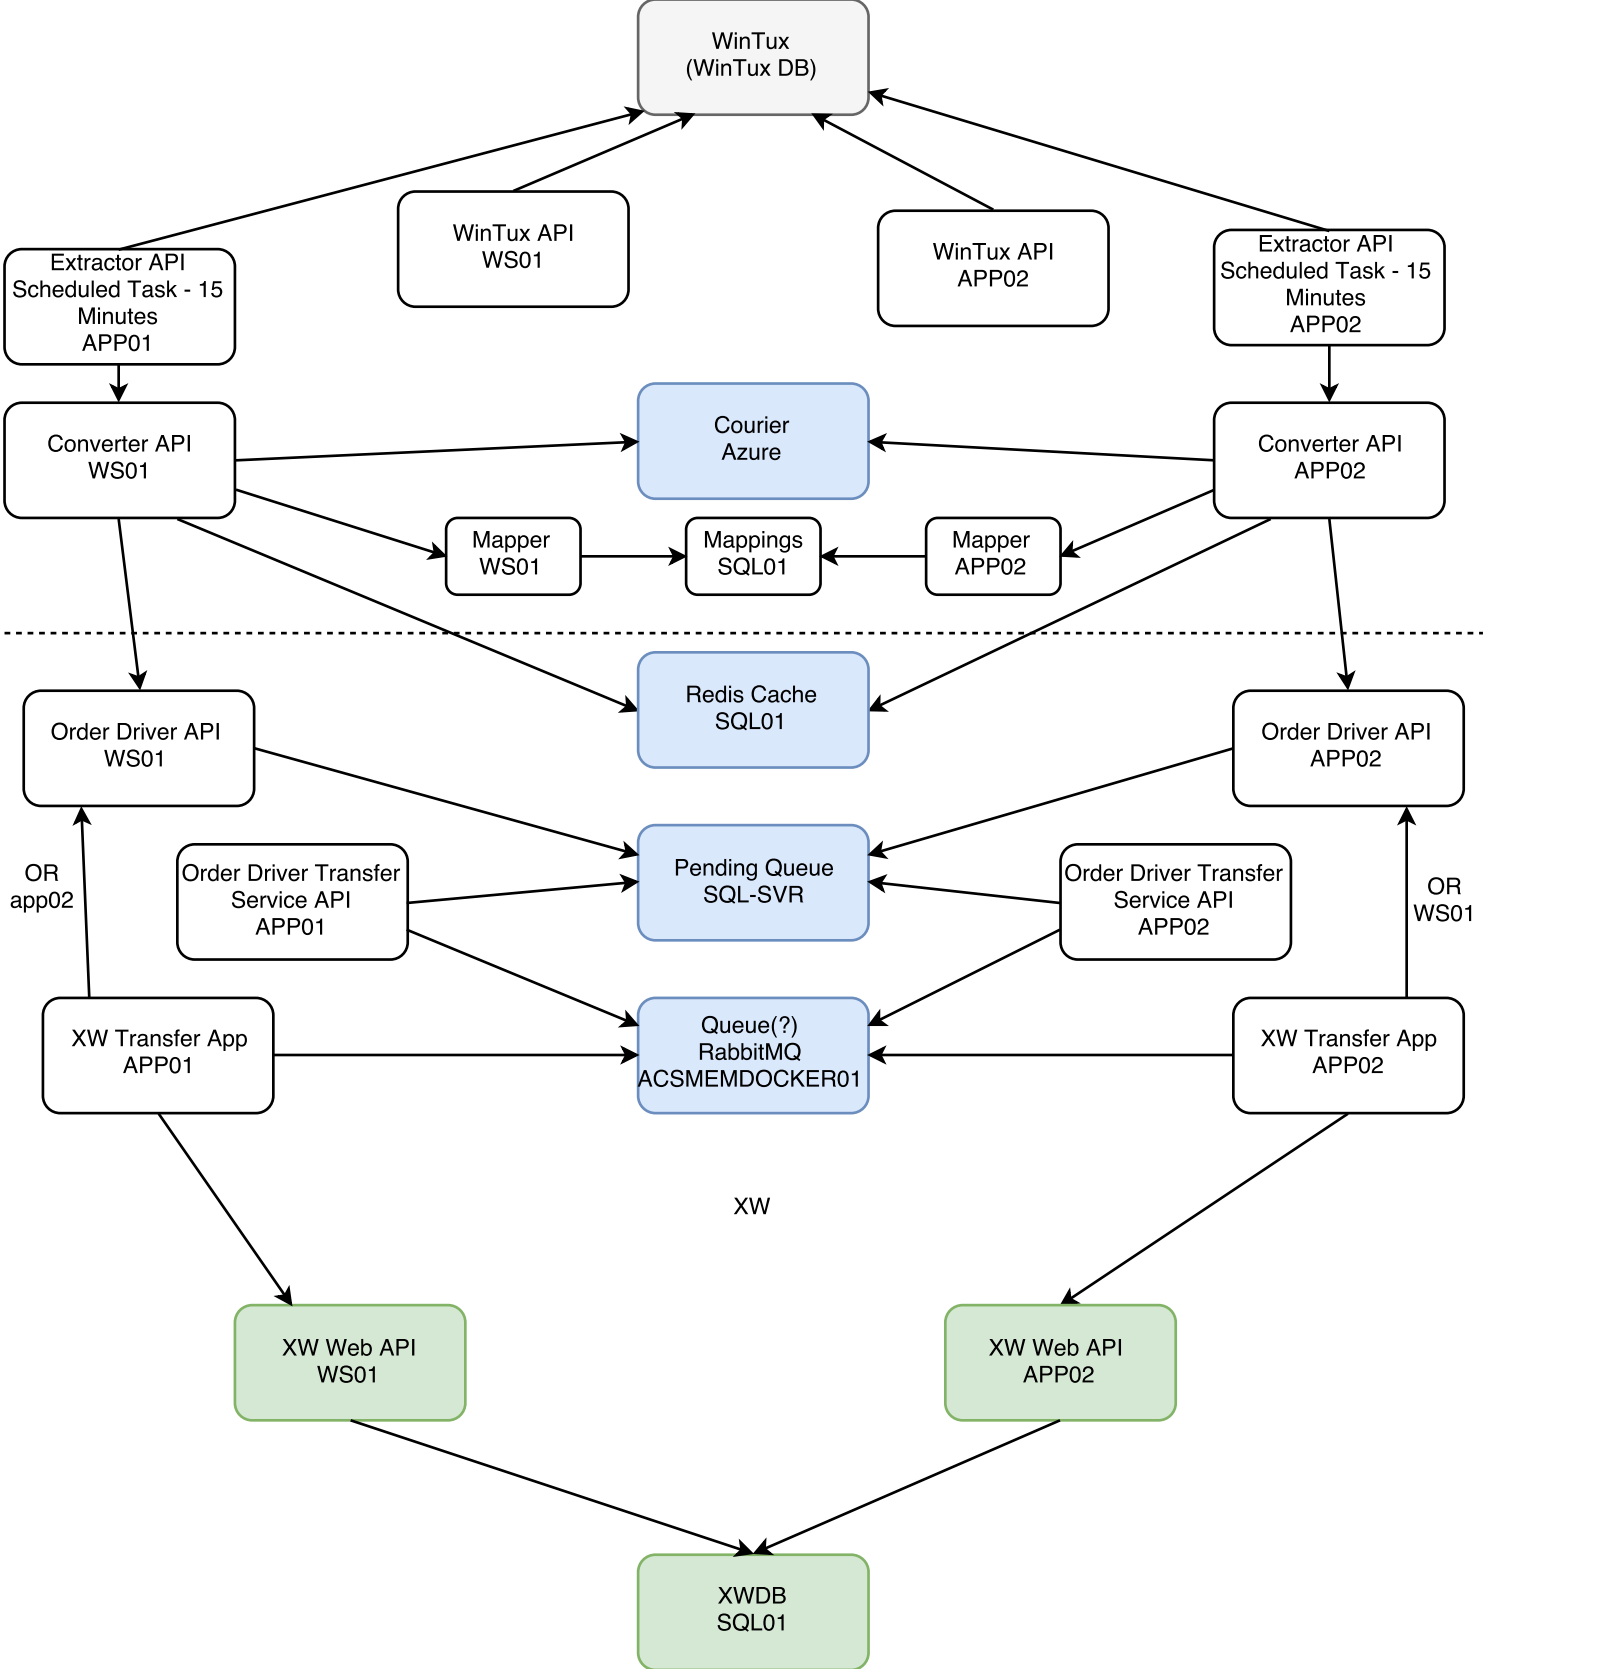 WinTux
(WinTux DB)
WinTux API
WS01
WinTux API
APP02
Extractor API
Scheduled Task - 15
Minutes
APP01
Extractor API
Scheduled Task - 15
Minutes
APP02
Converter API
WS01
Courier
Azure
Converter API
APP02
Mapper
WS01
Mappings
SQL01
Mapper
APP02
Redis Cache
SQL01
Order Driver API
WS01
Order Driver API
APP02
OR
app02
Order Driver Transfer
Service API
APP01
Pending Queue
SQL-SVR
Order Driver Transfer
Service API
APP02
OR
WS01
XW Transfer App
APP01
Queue(?)
RabbitMQ
ACSMEMDOCKER01
XW Transfer App
APP02
XW
XW Web API
WS01
XW Web API
APP02
XWDB
SQL01